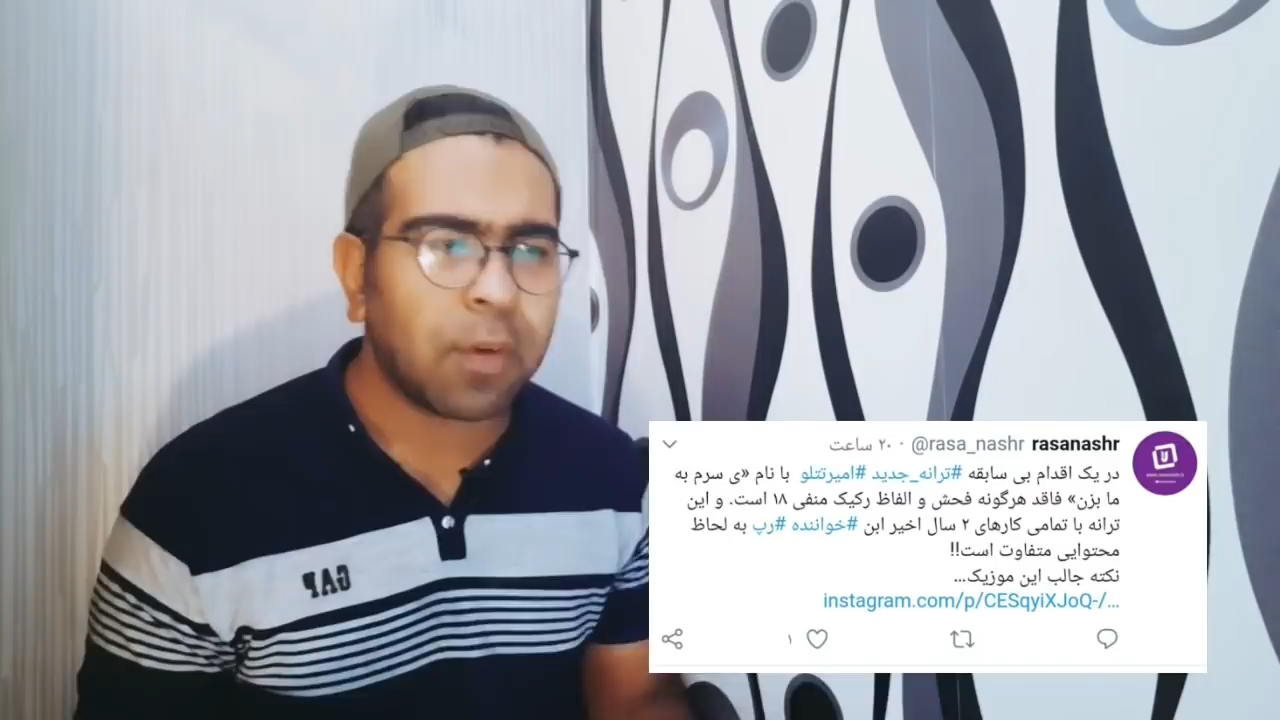 GAP
rasanashr @rasa_nashr · ۲۰ ساعت
در یک اقدام بی سابقه #ترانه_جدید #امیرتتلو با نام «ی سرم به
ما بزن» فاقد هرگونه فحش و الفاظ رکیک منفی ۱۸ است. و این
ترانه با تمامی کارهای ۲ سال اخیر ابن #خواننده #رپ به لحاظ
محتوایی متفاوت است!!
نکته جالب این موزیک...
instagram.com/p/CESqyiXJoQ-/…
۱